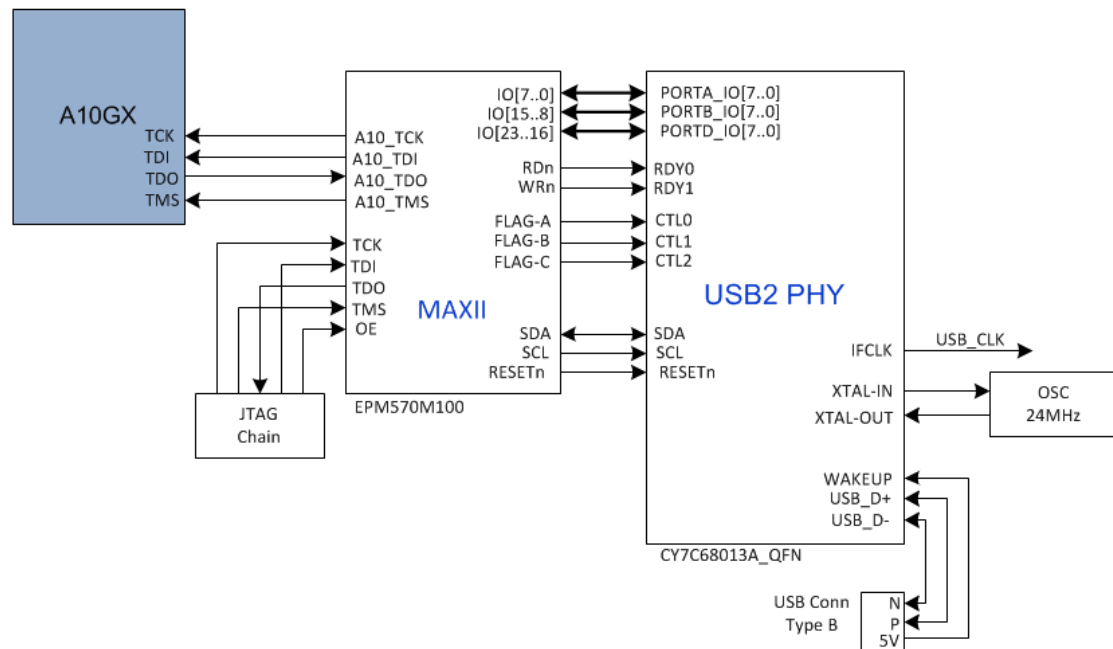 A10GX
TCK
TDI
TDO
TMS
A10_TCK
A10_TDI
A10_TDO
A10_TMS
TCK
TDI
TDO
TMS
OE
MAXII
IO[7..0]
IO[15..8]
IO[23..16]
RDn
WRn
FLAG-A
FLAG-B
FLAG-C
SDA
SCL
RESETn
EPM570M100
JTAG
Chain
PORTA_IO[7..0]
PORTB_IO[7..0]
PORTD_IO[7..0]
RDY0
RDY1
CTL0
CTL1
CTL2
USB2 PHY
SDA
SCL
RESETn
IFCLK
USB_CLK
XTAL-IN
XTAL-OUT
OSC
24MHz
WAKEUP
USB_D+
USB_D-
CY7C68013A_QFN
USB Conn
Type B
N
P
5V